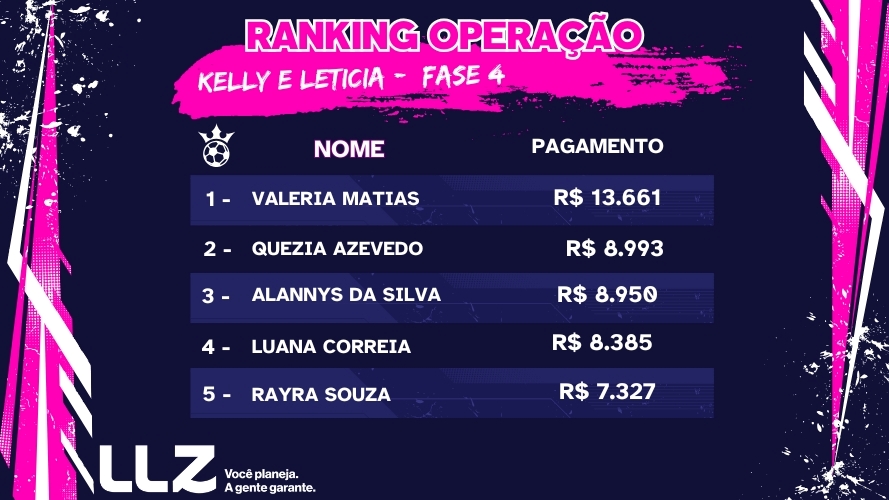 RANKING OPERAÇÃO
KELLY E LETICIA - FASE 4
NOME PAGAMENTO
1 - VALERIA MATIAS R$ 13.661
2 - QUEZIA AZEVEDO R$ 8.993
3 - ALANNYS DA SILVA R$ 8.950
4 - LUANA CORREIA R$ 8.385
5 - RAYRA SOUZA R$ 7.327
LLZ Você planeja.
A gente garante.